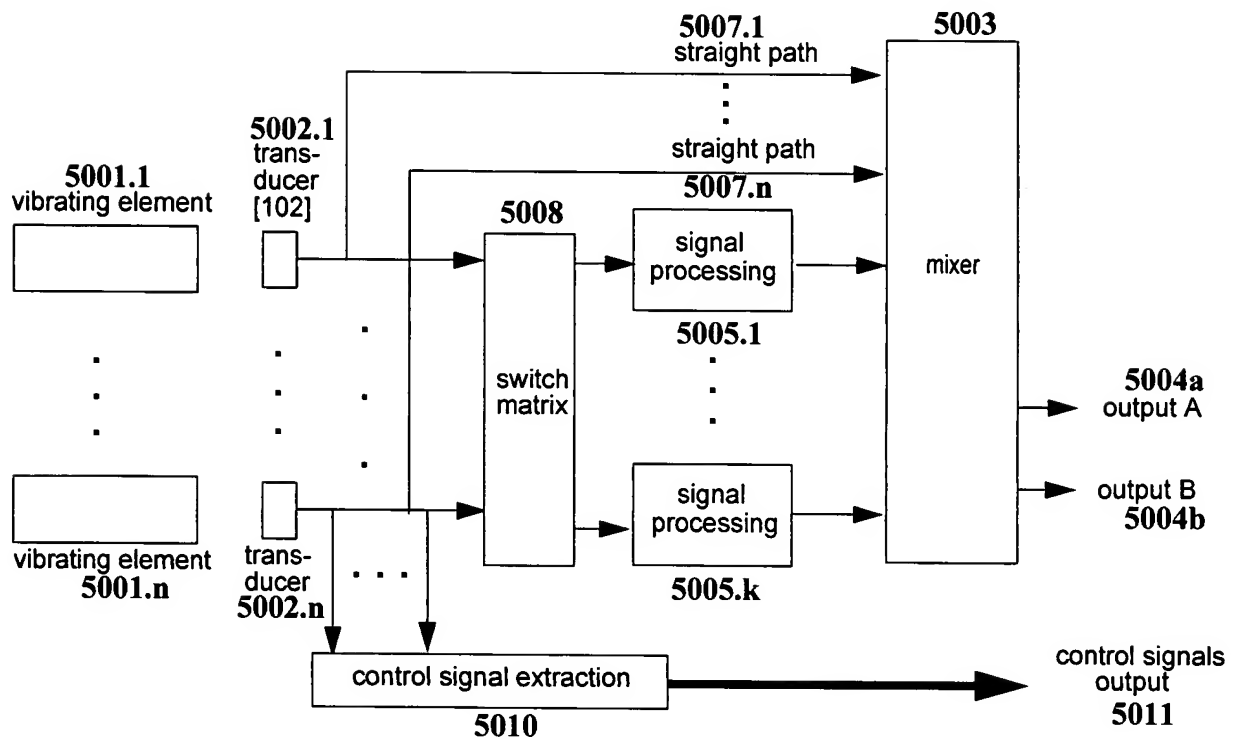 5007.1
straight path
5003
5002.1
trans-
ducer
[102]
straight path
5007.n
5001.1
vibrating element
5008
signal
processing
5005.1
mixer
switch
matrix
5004a
output A
signal
processing
5005.k
output B
5004b
vibrating element
5001.n
trans-
ducer
5002.n
control signal extraction
5010
control signals
output
5011